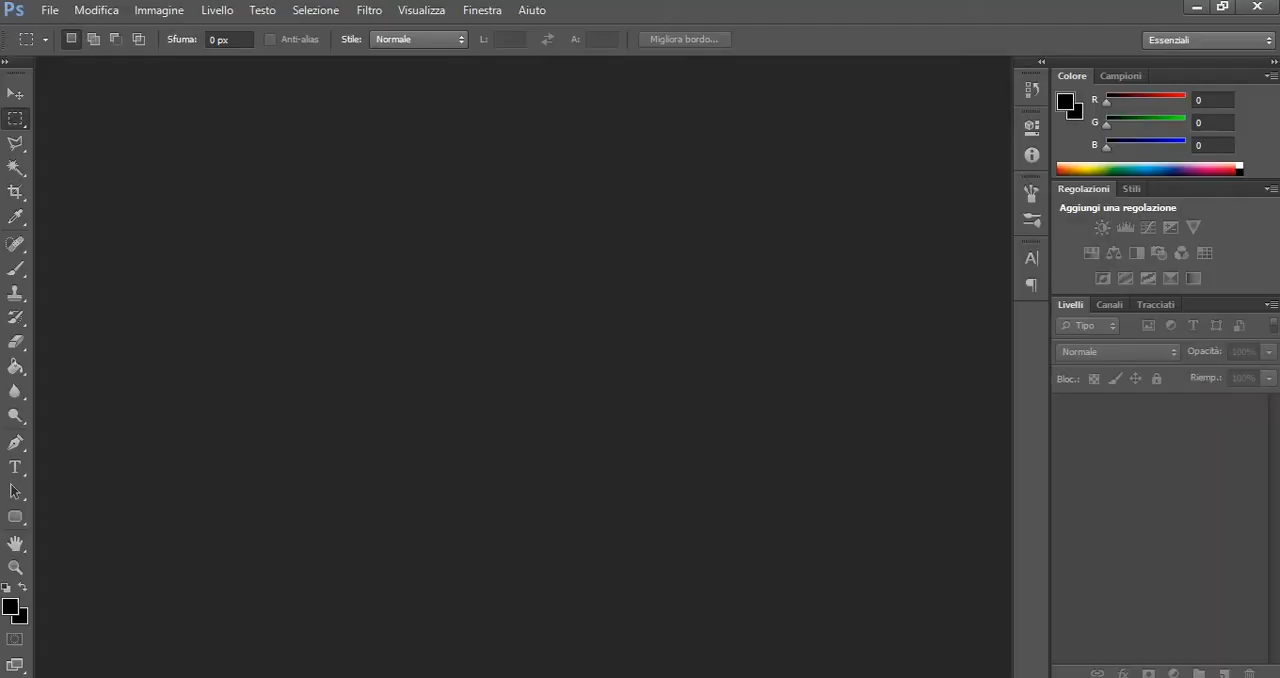 Ps File Modifica Immagine Livello Testo Selezione Filtro Visualizza Finestra Aiuto
Sfuma: 0 px Anti-alias Stile: Normale L: A: Migliora bordo... Essenziali
Colore Campioni
R 0
G 0
B 0
Regolazioni Stili
Aggiungi una regolazione
Livelli Canali Tracciati
Tipo
Normale Opacità: 100%
Bloc.: Riemp.: 100%